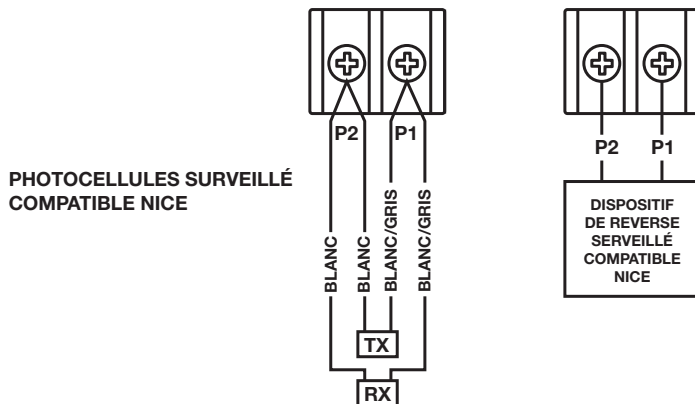 PHOTOCELLULES SURVEILLÉ
COMPATIBLE NICE
P2
P1
BLANC
BLANC
BLANC/GRIS
BLANC/GRIS
TX
RX
P2
P1
DISPOSITIF
DE REVERSE
SERVEILLÉ
COMPATIBLE
NICE